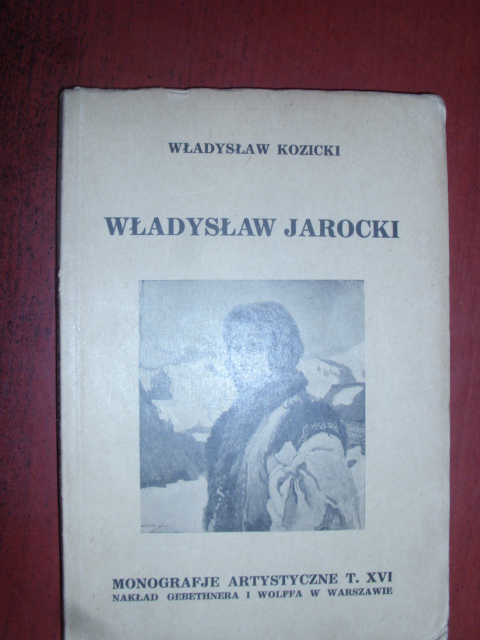 WŁADYSŁAW KOZICKI
WŁADYSŁAW JAROCKI
MONOGRAFJE ARTYSTYCZNE T. XVI
NAKŁAD GEBETHNERA I WOLFFA W WARSZAWIE